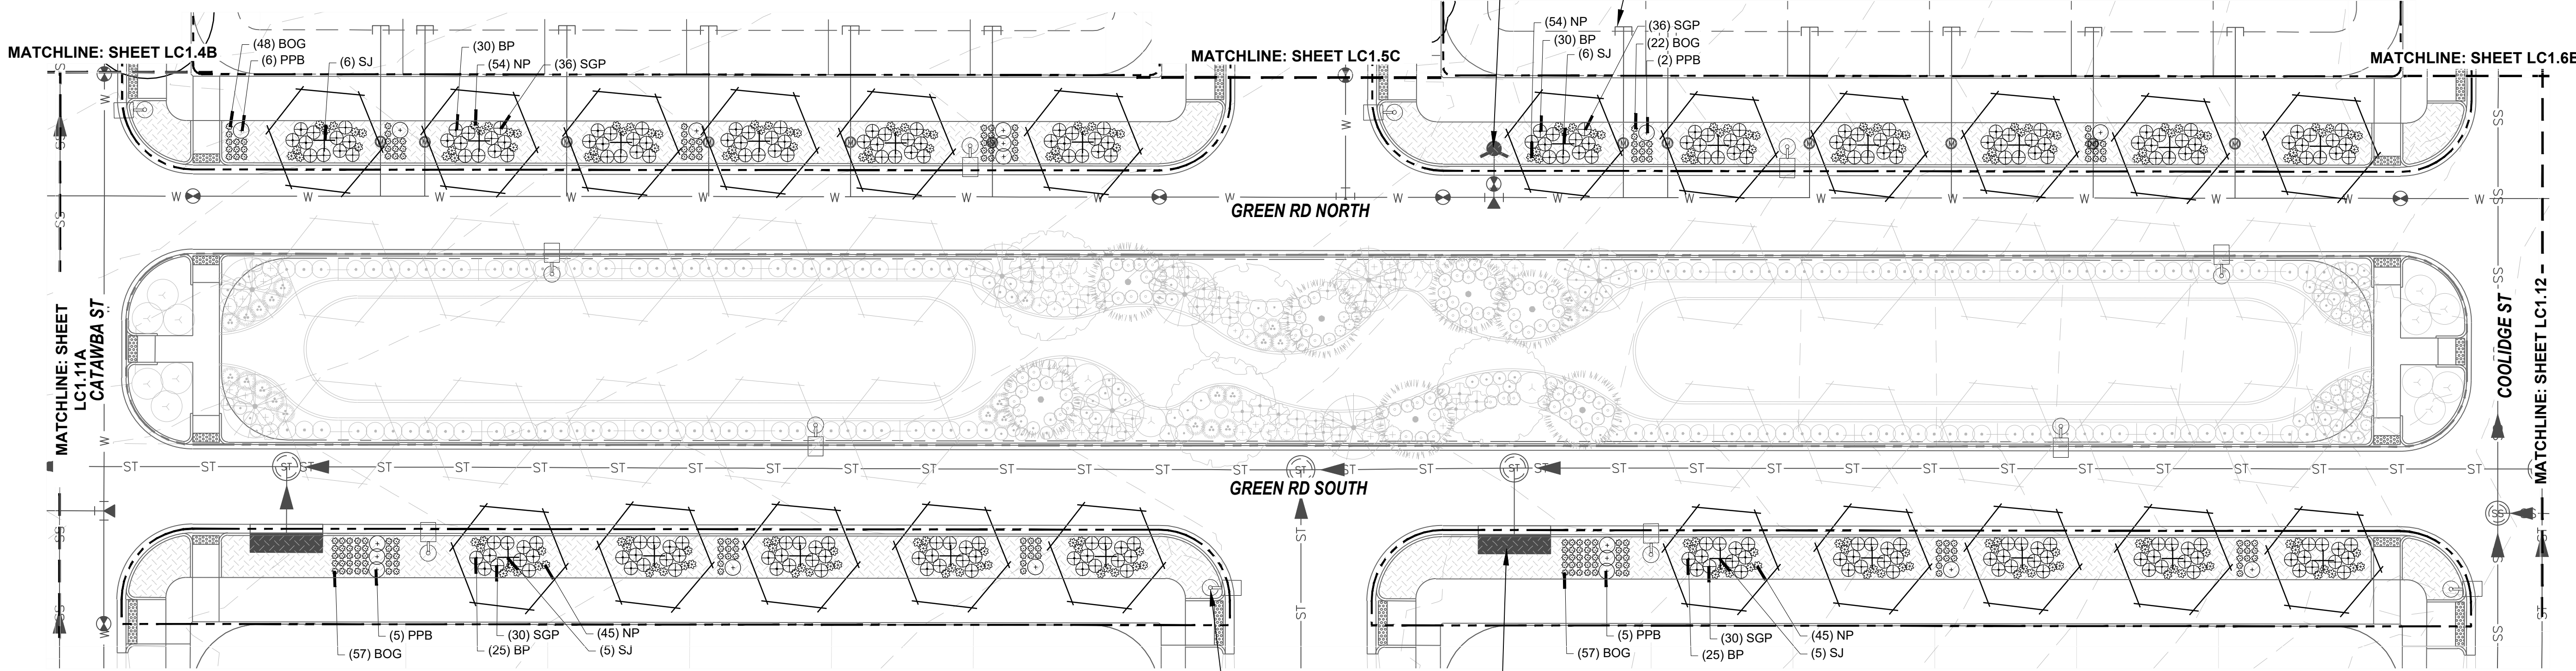 MATCHLINE: SHEET LC1.4B
(48) BOG
(6) PPB
(6) SJ
(30) BP
(54) NP
(36) SGP
MATCHLINE: SHEET LC1.5C
(54) NP
(30) BP
(6) SJ
(36) SGP
(22) BOG
(2) PPB
MATCHLINE: SHEET LC1.6B
GREEN RD NORTH
MATCHLINE: SHEET
LC1.11A
CATAWBA ST
COOLIDGE ST
MATCHLINE: SHEET LC1.12
GREEN RD SOUTH
(57) BOG
(5) PPB
(25) BP
(30) SGP
(45) NP
(5) SJ
(57) BOG
(5) PPB
(25) BP
(30) SGP
(45) NP
(5) SJ